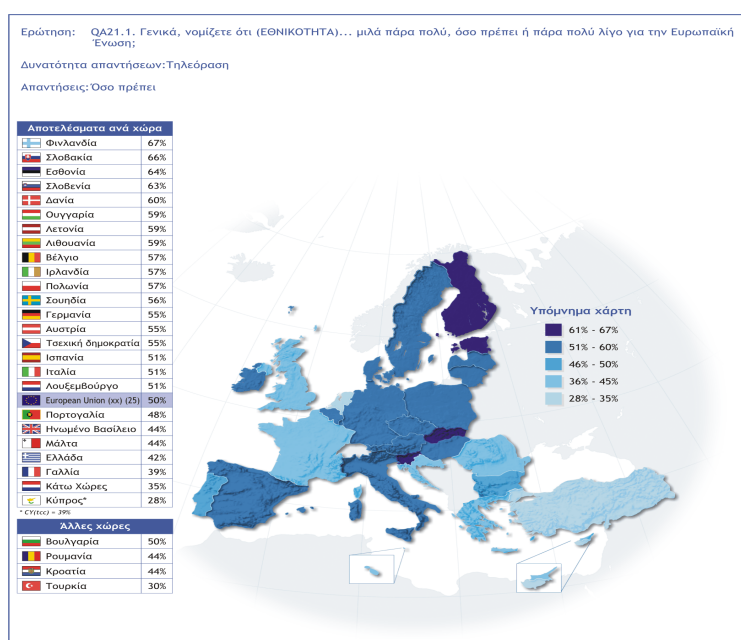 Ερώτηση: QA21.1. Γενικά, νομίζετε ότι (ΕΘΝΙΚΟΤΗΤΑ)... μιλά πάρα πολύ, όσο πρέπει ή πάρα πολύ λίγο για την Ευρωπαϊκή
Ένωση;
Δυνατότητα απαντήσεων: Τηλεόραση
Απαντήσεις: Όσο πρέπει
Αποτελέσματα ανά χώρα
Φινλανδία 67%
Σλοβακία 66%
Εσθονία 64%
Σλοβενία 63%
Δανία 60%
Ουγγαρία 59%
Λετονία 59%
Λιθουανία 59%
Βέλγιο 57%
Ιρλανδία 57%
Πολωνία 57%
Σουηδία 56%
Γερμανία 55%
Αυστρία 55%
Τσεχική δημοκρατία 55%
Ισπανία 51%
Ιταλία 51%
Λουξεμβούργο 51%
European Union (xx) (25) 50%
Πορτογαλία 48%
Ηνωμένο Βασίλειο 44%
Μάλτα 44%
Ελλάδα 42%
Γαλλία 39%
Κάτω Χώρες 35%
Κύπρος* 28%
* CY(tcc) = 39%
Άλλες χώρες
Βουλγαρία 50%
Ρουμανία 44%
Κροατία 44%
Τουρκία 30%
Υπόμνημα χάρτη
61% - 67%
51% - 60%
46% - 50%
36% - 45%
28% - 35%